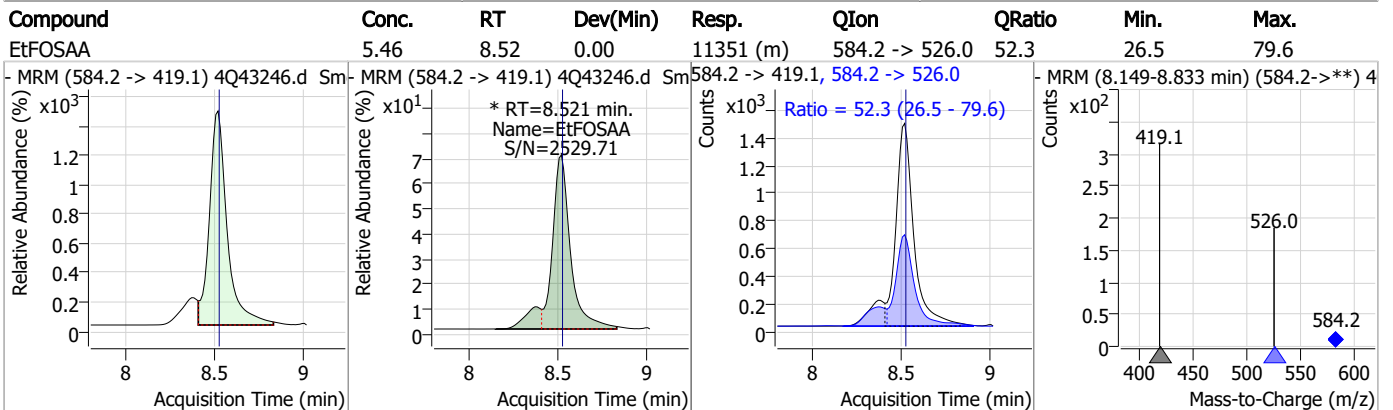 Compound Conc. RT Dev(Min) Resp. QIon QRatio Min. Max.
EtFOSAA 5.46 8.52 0.00 11351 (m) 584.2 -> 526.0 52.3 26.5 79.6
- MRM (584.2 -> 419.1) 4Q43246.d Sm
Relative Abundance (%)
x10³
1.2
1
0.8
0.6
0.4
0.2
0
8 8.5 9
Acquisition Time (min)
- MRM (584.2 -> 419.1) 4Q43246.d Sm
Relative Abundance (%)
x10¹
* RT=8.521 min.
Name=EtFOSAA
S/N=2529.71
7
6
5
4
3
2
1
0
8 8.5 9
Acquisition Time (min)
584.2 -> 419.1, 584.2 -> 526.0
Counts
x10³
Ratio = 52.3 (26.5 - 79.6)
1.4
1.2
1
0.8
0.6
0.4
0.2
0
8 8.5 9
Acquisition Time (min)
- MRM (8.149-8.833 min) (584.2->**) 4
Counts
x10²
419.1
526.0
584.2
3
2.5
2
1.5
1
0.5
0
400 450 500 550 600
Mass-to-Charge (m/z)